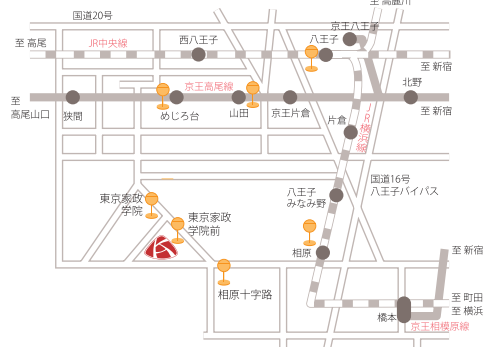 至 高麗川
国道20号
京王八王子
至 高尾
JR中央線
西八王子
八王子
至 新宿
北野
京王高尾線
至
高尾山口
狭間
めじろ台
山田
京王片倉
片倉
JR横浜線
至 新宿
国道16号
八王子バイパス
八王子
みなみ野
東京家政
学院
東京家政
学院前
相原
至 新宿
相原十字路
至 町田
至 横浜
橋本
京王相模原線